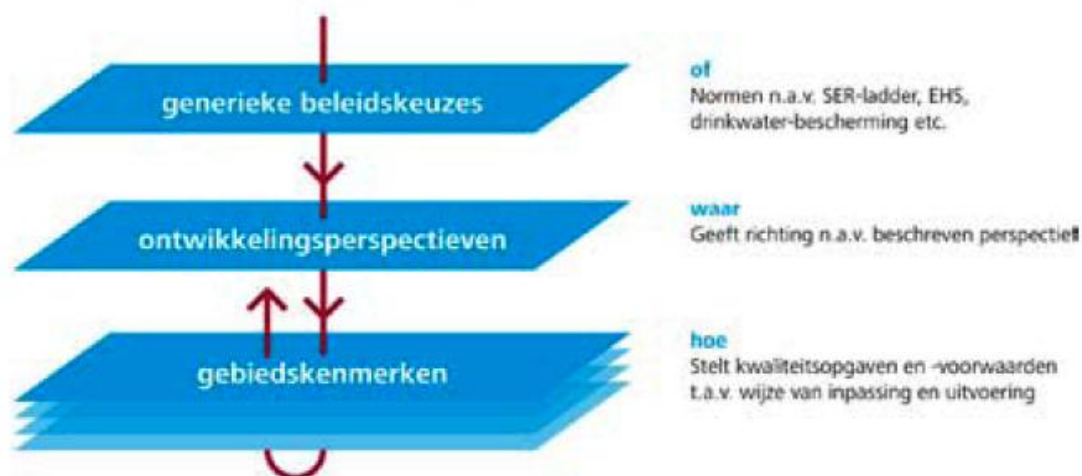 generieke beleidskeuzes
of
Normen n.a.v. SER-ladder, EHS,
drinkwater-bescherming etc.
ontwikkelingsperspectieven
waar
Geeft richting n.a.v. beschreven perspectief
gebiedskenmerken
hoe
Stelt kwaliteitsopgaven en -voorwaarden
t.a.v. wijze van inpassing en uitvoering